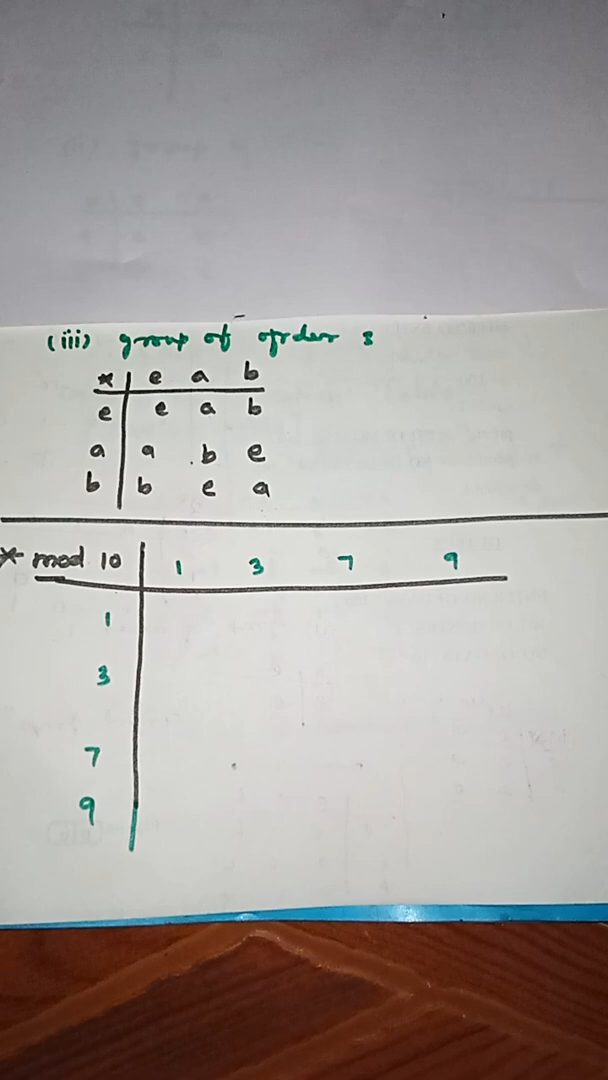 (iii) group of order 3
* e a b
e e a b
a a b e
b b e a
* mod 10 1 3 7 9
1
3
7
9